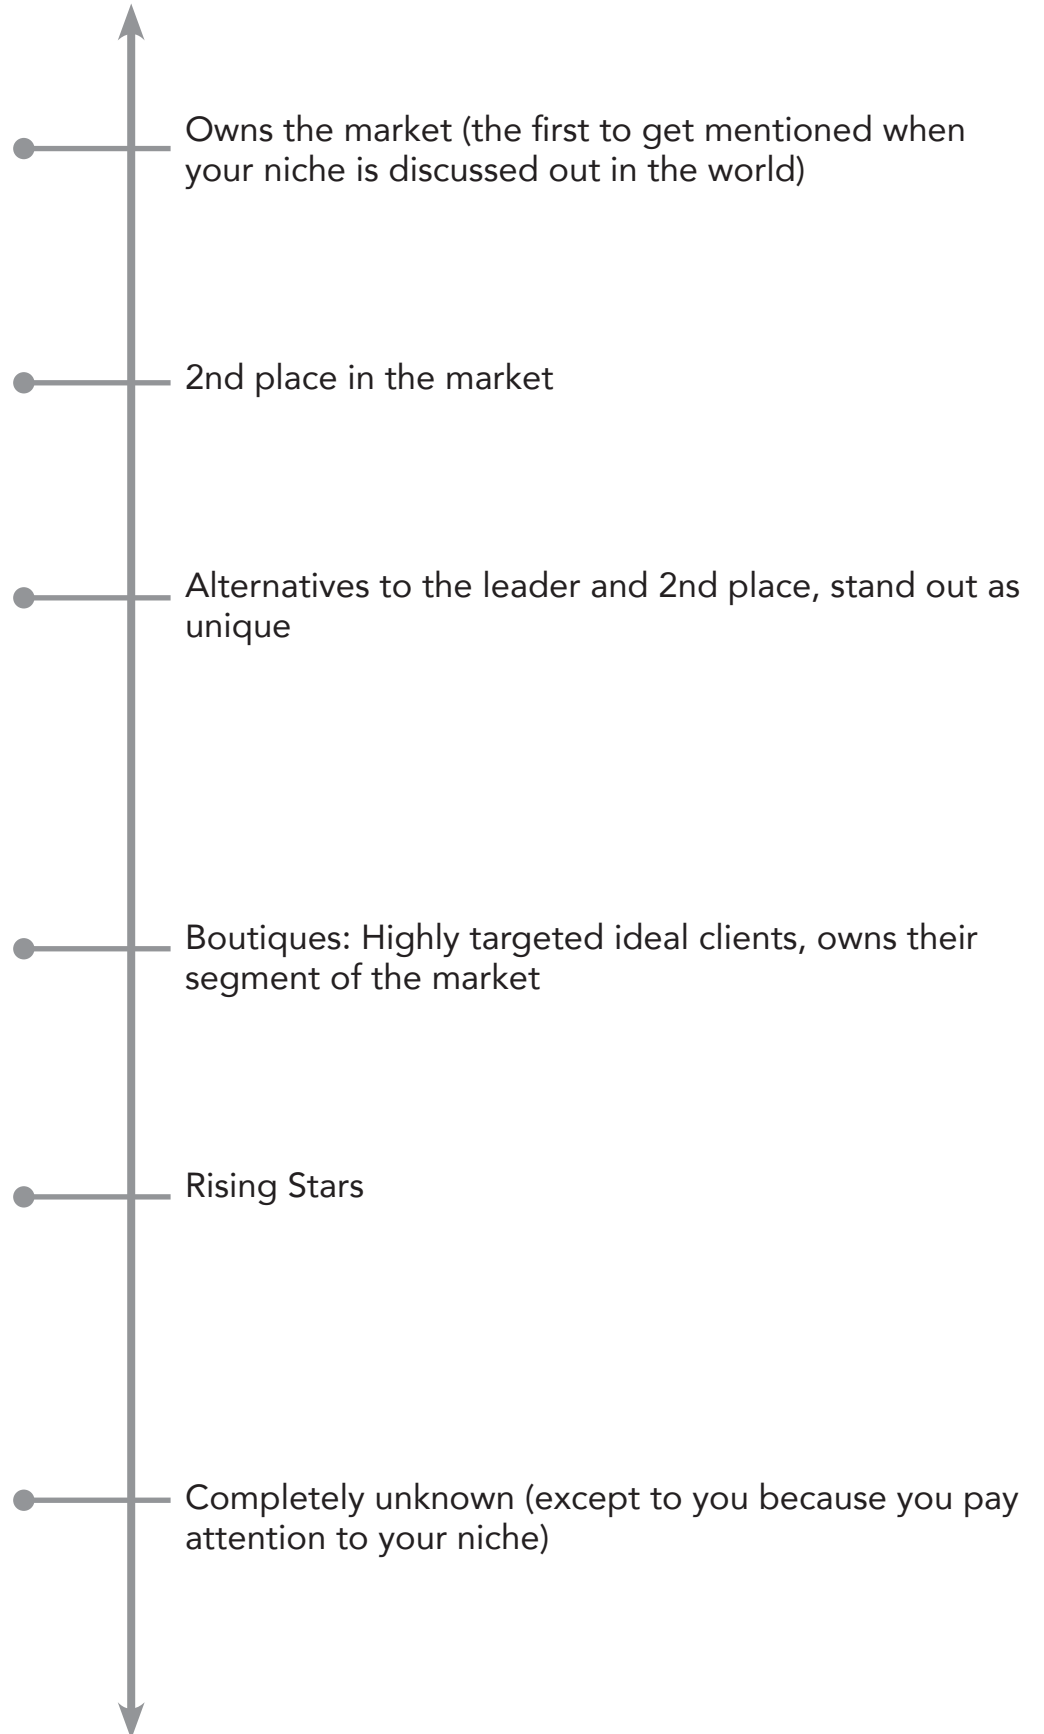 Owns the market (the first to get mentioned when
your niche is discussed out in the world)
2nd place in the market
Alternatives to the leader and 2nd place, stand out as
unique
Boutiques: Highly targeted ideal clients, owns their
segment of the market
Rising Stars
Completely unknown (except to you because you pay
attention to your niche)